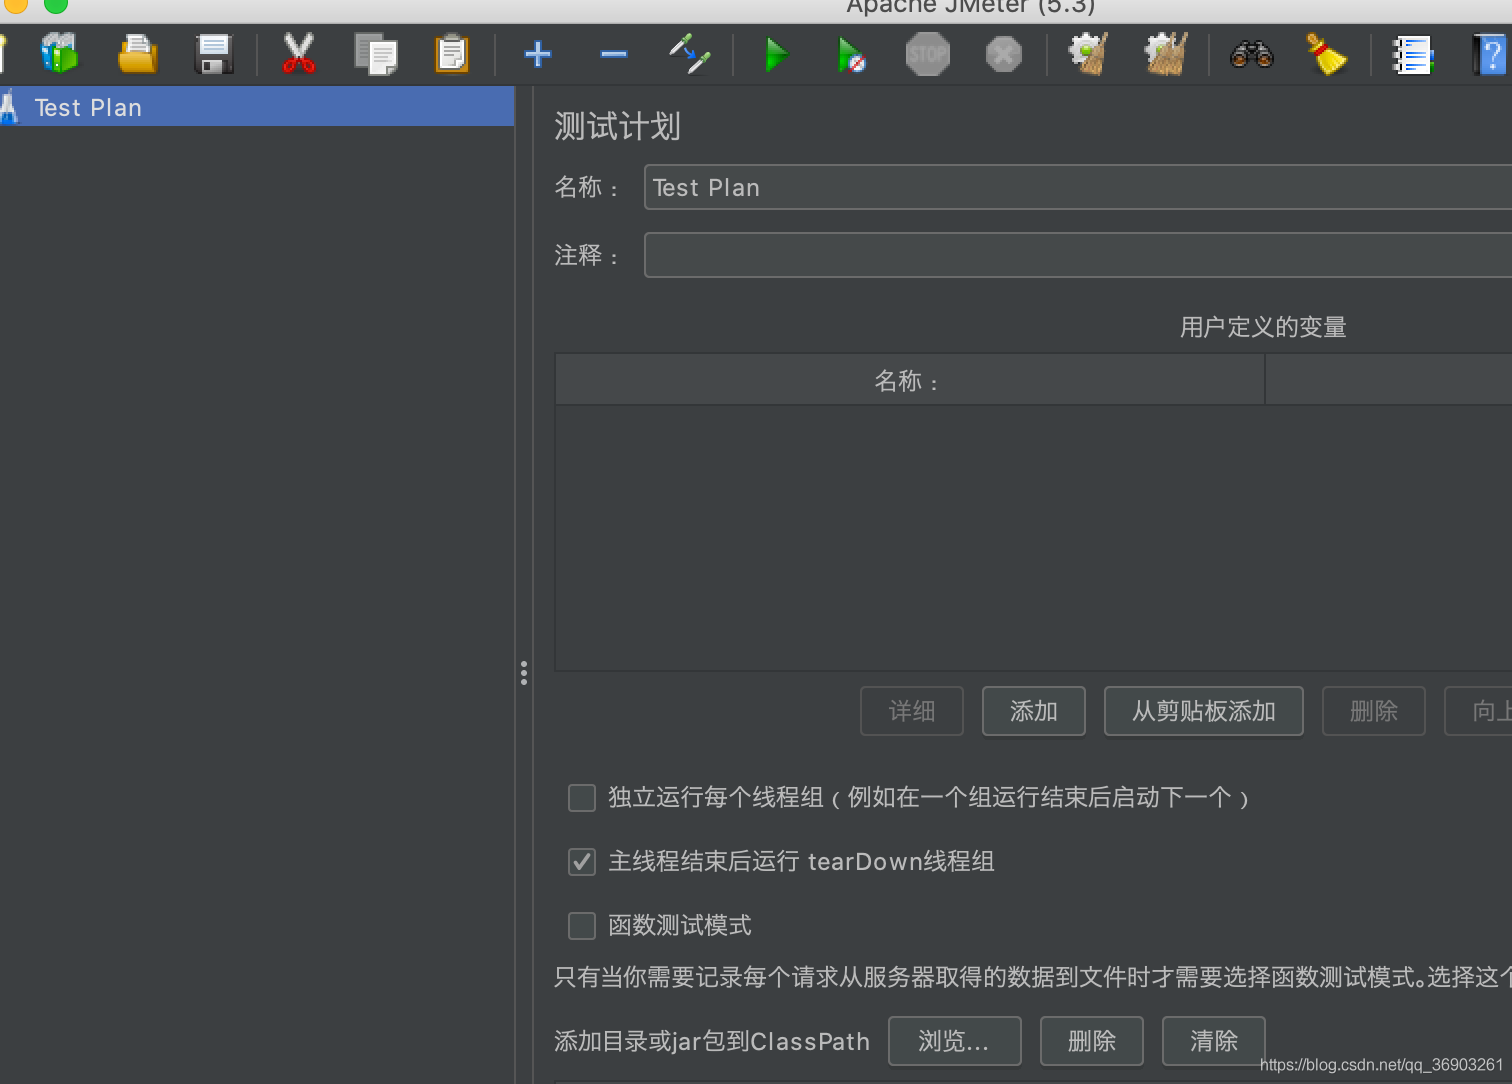 Apache JMeter (5.3)
STOP
Test Plan
测试计划
名称：
Test Plan
注释：
用户定义的变量
名称：
详细
添加
从剪贴板添加
删除
向上
独立运行每个线程组（例如在一个组运行结束后启动下一个）
主线程结束后运行 tearDown线程组
函数测试模式
只有当你需要记录每个请求从服务器取得的数据到文件时才需要选择函数测试模式。选择这个
添加目录或jar包到ClassPath
浏览...
删除
清除
https://blog.csdn.net/qq_36903261